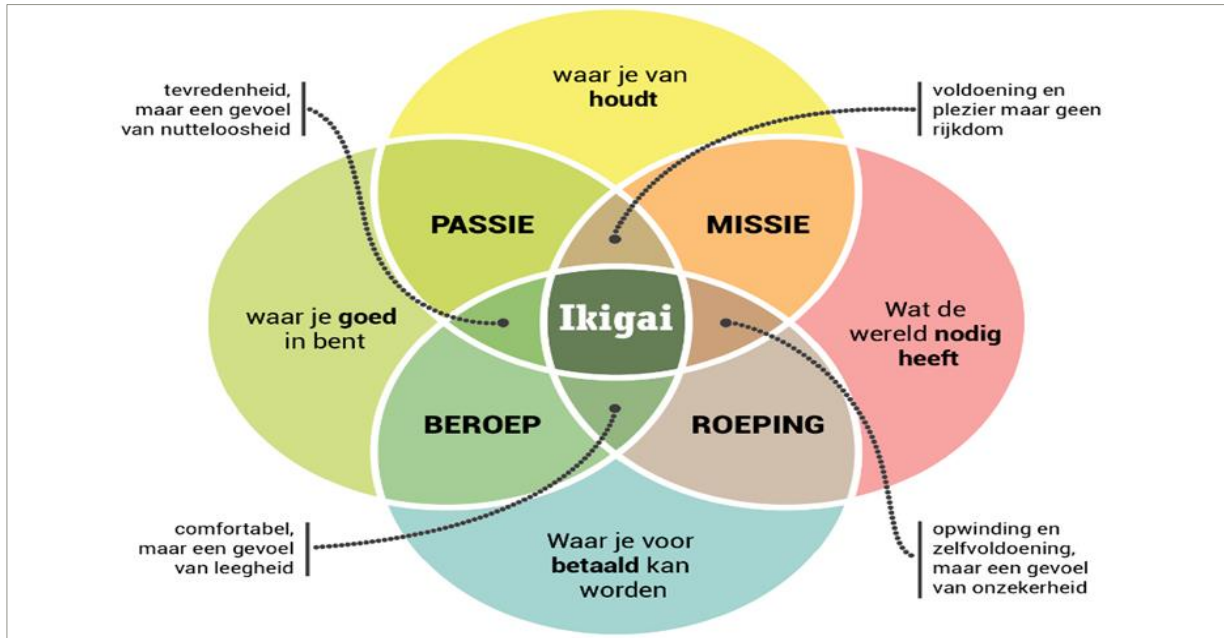 waar je van
houdt
tevredenheid,
maar een gevoel
van nutteloosheid
voldoening en
plezier maar geen
rijkdom
PASSIE
MISSIE
waar je goed
in bent
Ikigai
Wat de
wereld nodig
heeft
BEROEP
ROEPING
comfortabel,
maar een gevoel
van leegheid
Waar je voor
betaald kan
worden
opwinding en
zelfvoldoening,
maar een gevoel
van onzekerheid